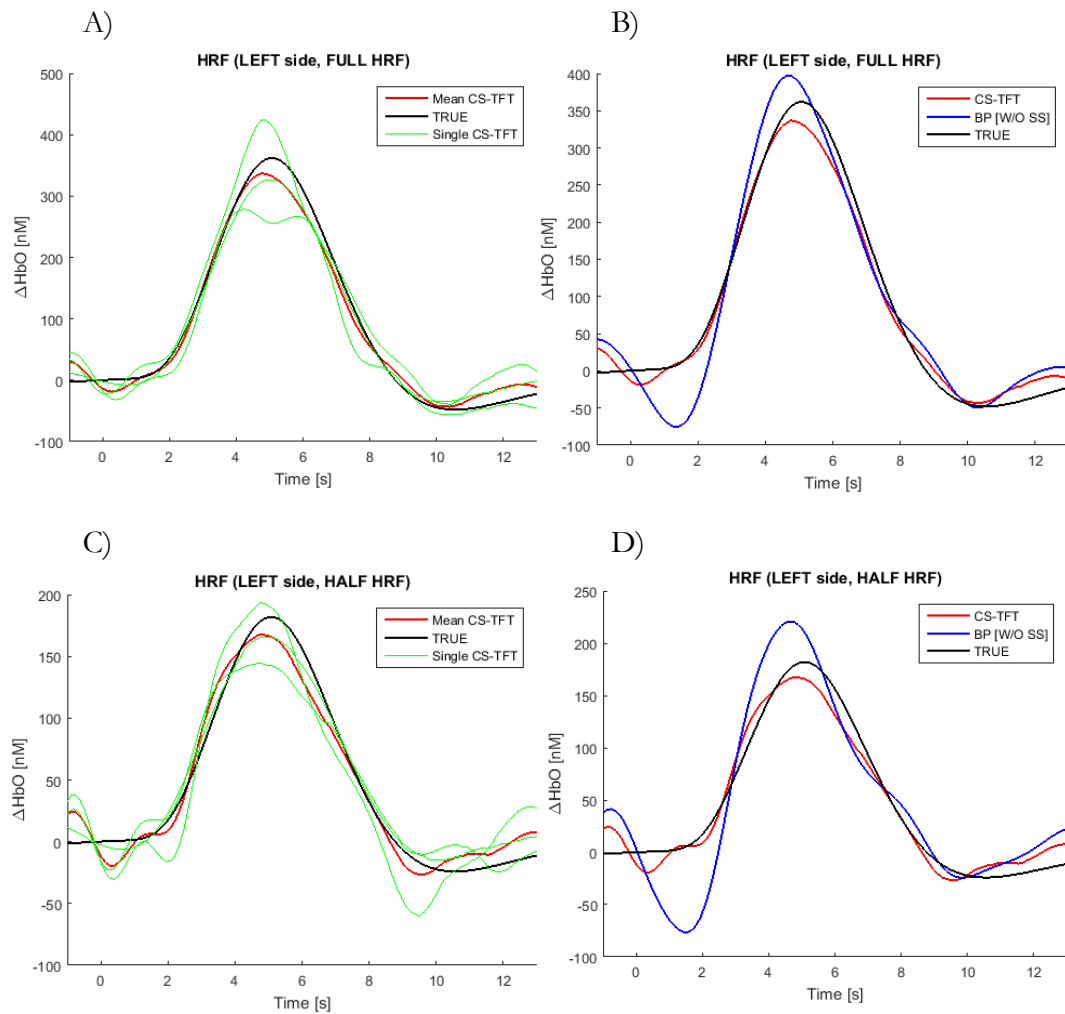 A)
HRF (LEFT side, FULL HRF)
Mean CS-TFT
TRUE
Single CS-TFT
500
400
300
200
100
0
-100
ΔHbO [nM]
0 2 4 6 8 10 12
Time [s]
B)
HRF (LEFT side, FULL HRF)
CS-TFT
BP [W/O SS]
TRUE
400
350
300
250
200
150
100
50
0
-50
-100
ΔHbO [nM]
0 2 4 6 8 10 12
Time [s]
C)
HRF (LEFT side, HALF HRF)
Mean CS-TFT
TRUE
Single CS-TFT
200
150
100
50
0
-50
-100
ΔHbO [nM]
0 2 4 6 8 10 12
Time [s]
D)
HRF (LEFT side, HALF HRF)
CS-TFT
BP [W/O SS]
TRUE
250
200
150
100
50
0
-50
-100
ΔHbO [nM]
0 2 4 6 8 10 12
Time [s]